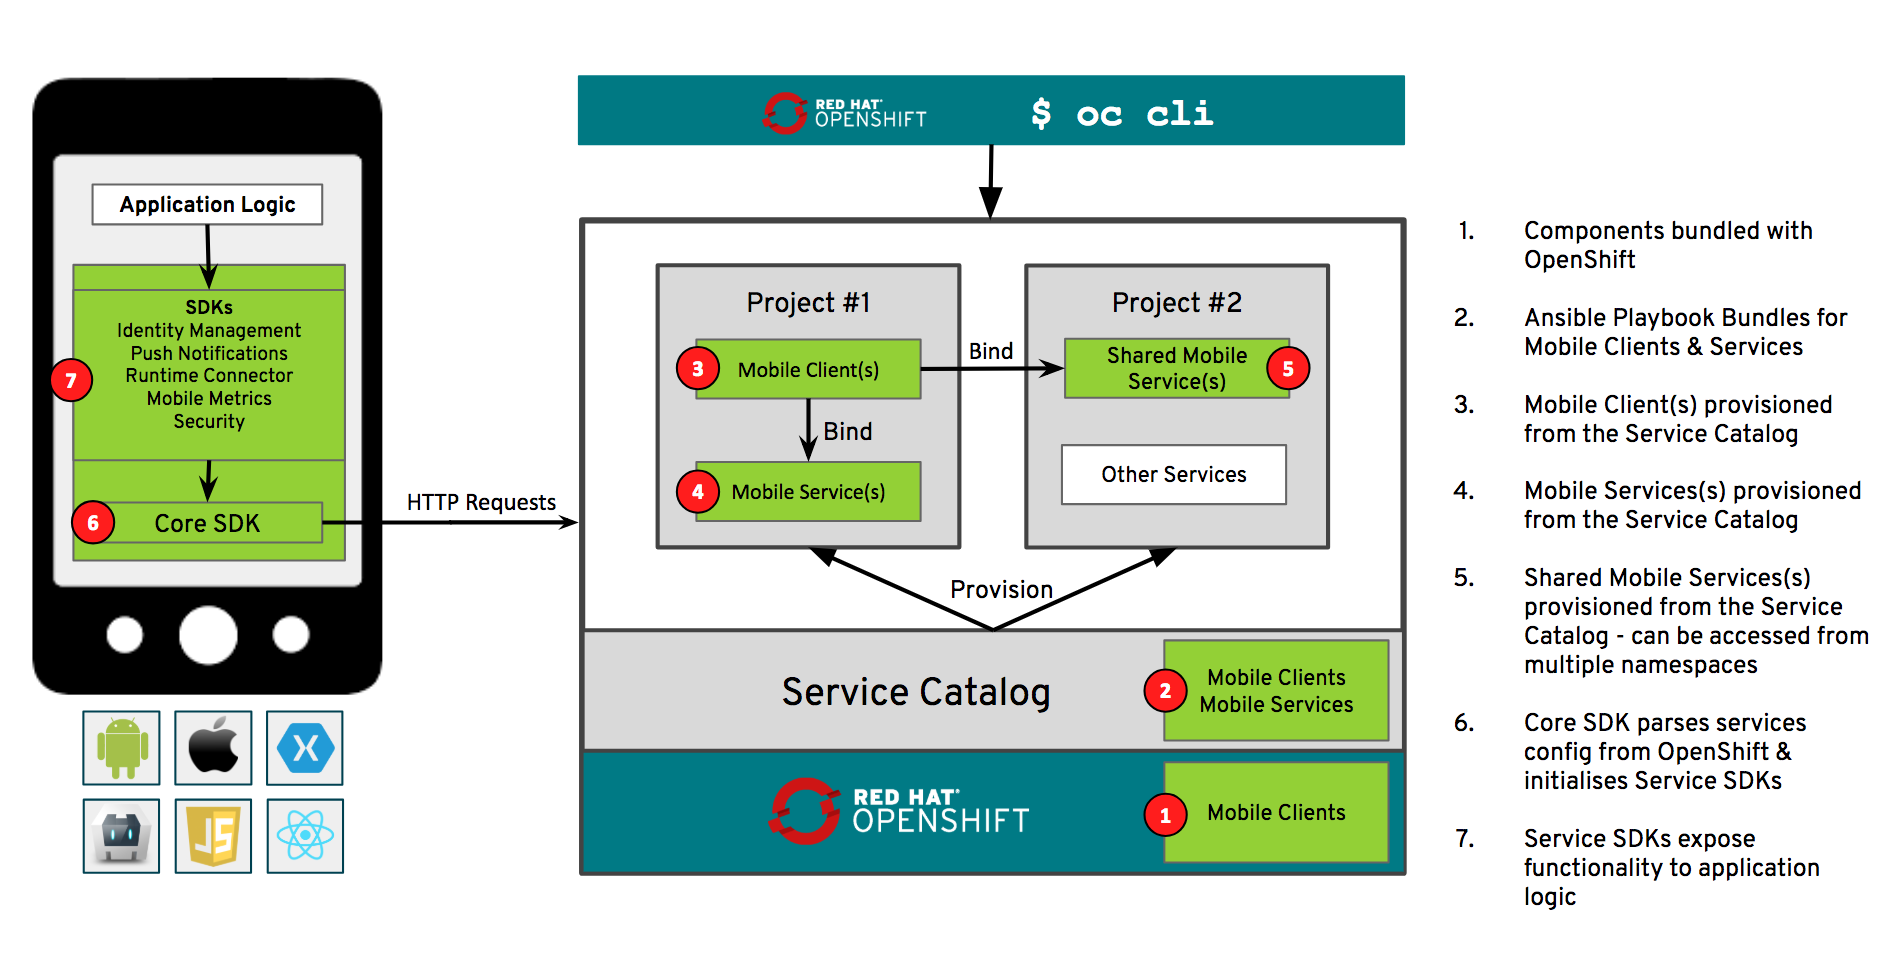 RED HAT
OPENSHIFT
$ oc cli
Application Logic
SDKs
Identity Management
Push Notifications
Runtime Connector
Mobile Metrics
Security
7
6
Core SDK
HTTP Requests
Project #1
3
Mobile Client(s)
Bind
Bind
4
Mobile Service(s)
Project #2
Shared Mobile
Service(s)
5
Other Services
Provision
Service Catalog
2
Mobile Clients
Mobile Services
RED HAT
OPENSHIFT
1
Mobile Clients
JS
1. Components bundled with
OpenShift
2. Ansible Playbook Bundles for
Mobile Clients & Services
3. Mobile Client(s) provisioned
from the Service Catalog
4. Mobile Services(s) provisioned
from the Service Catalog
5. Shared Mobile Services(s)
provisioned from the Service
Catalog - can be accessed from
multiple namespaces
6. Core SDK parses services
config from OpenShift &
initialises Service SDKs
7. Service SDKs expose
functionality to application
logic